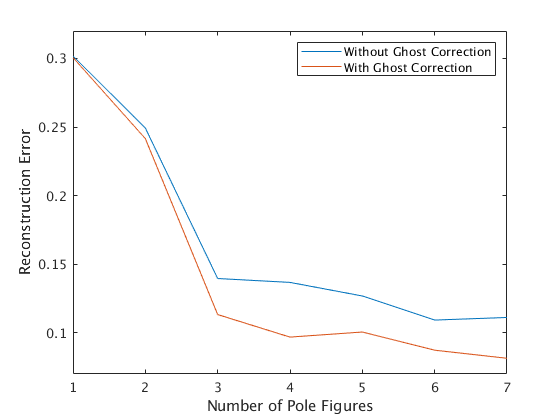 Without Ghost Correction
With Ghost Correction
0.3
0.25
0.2
0.15
0.1
Reconstruction Error
1 2 3 4 5 6 7
Number of Pole Figures